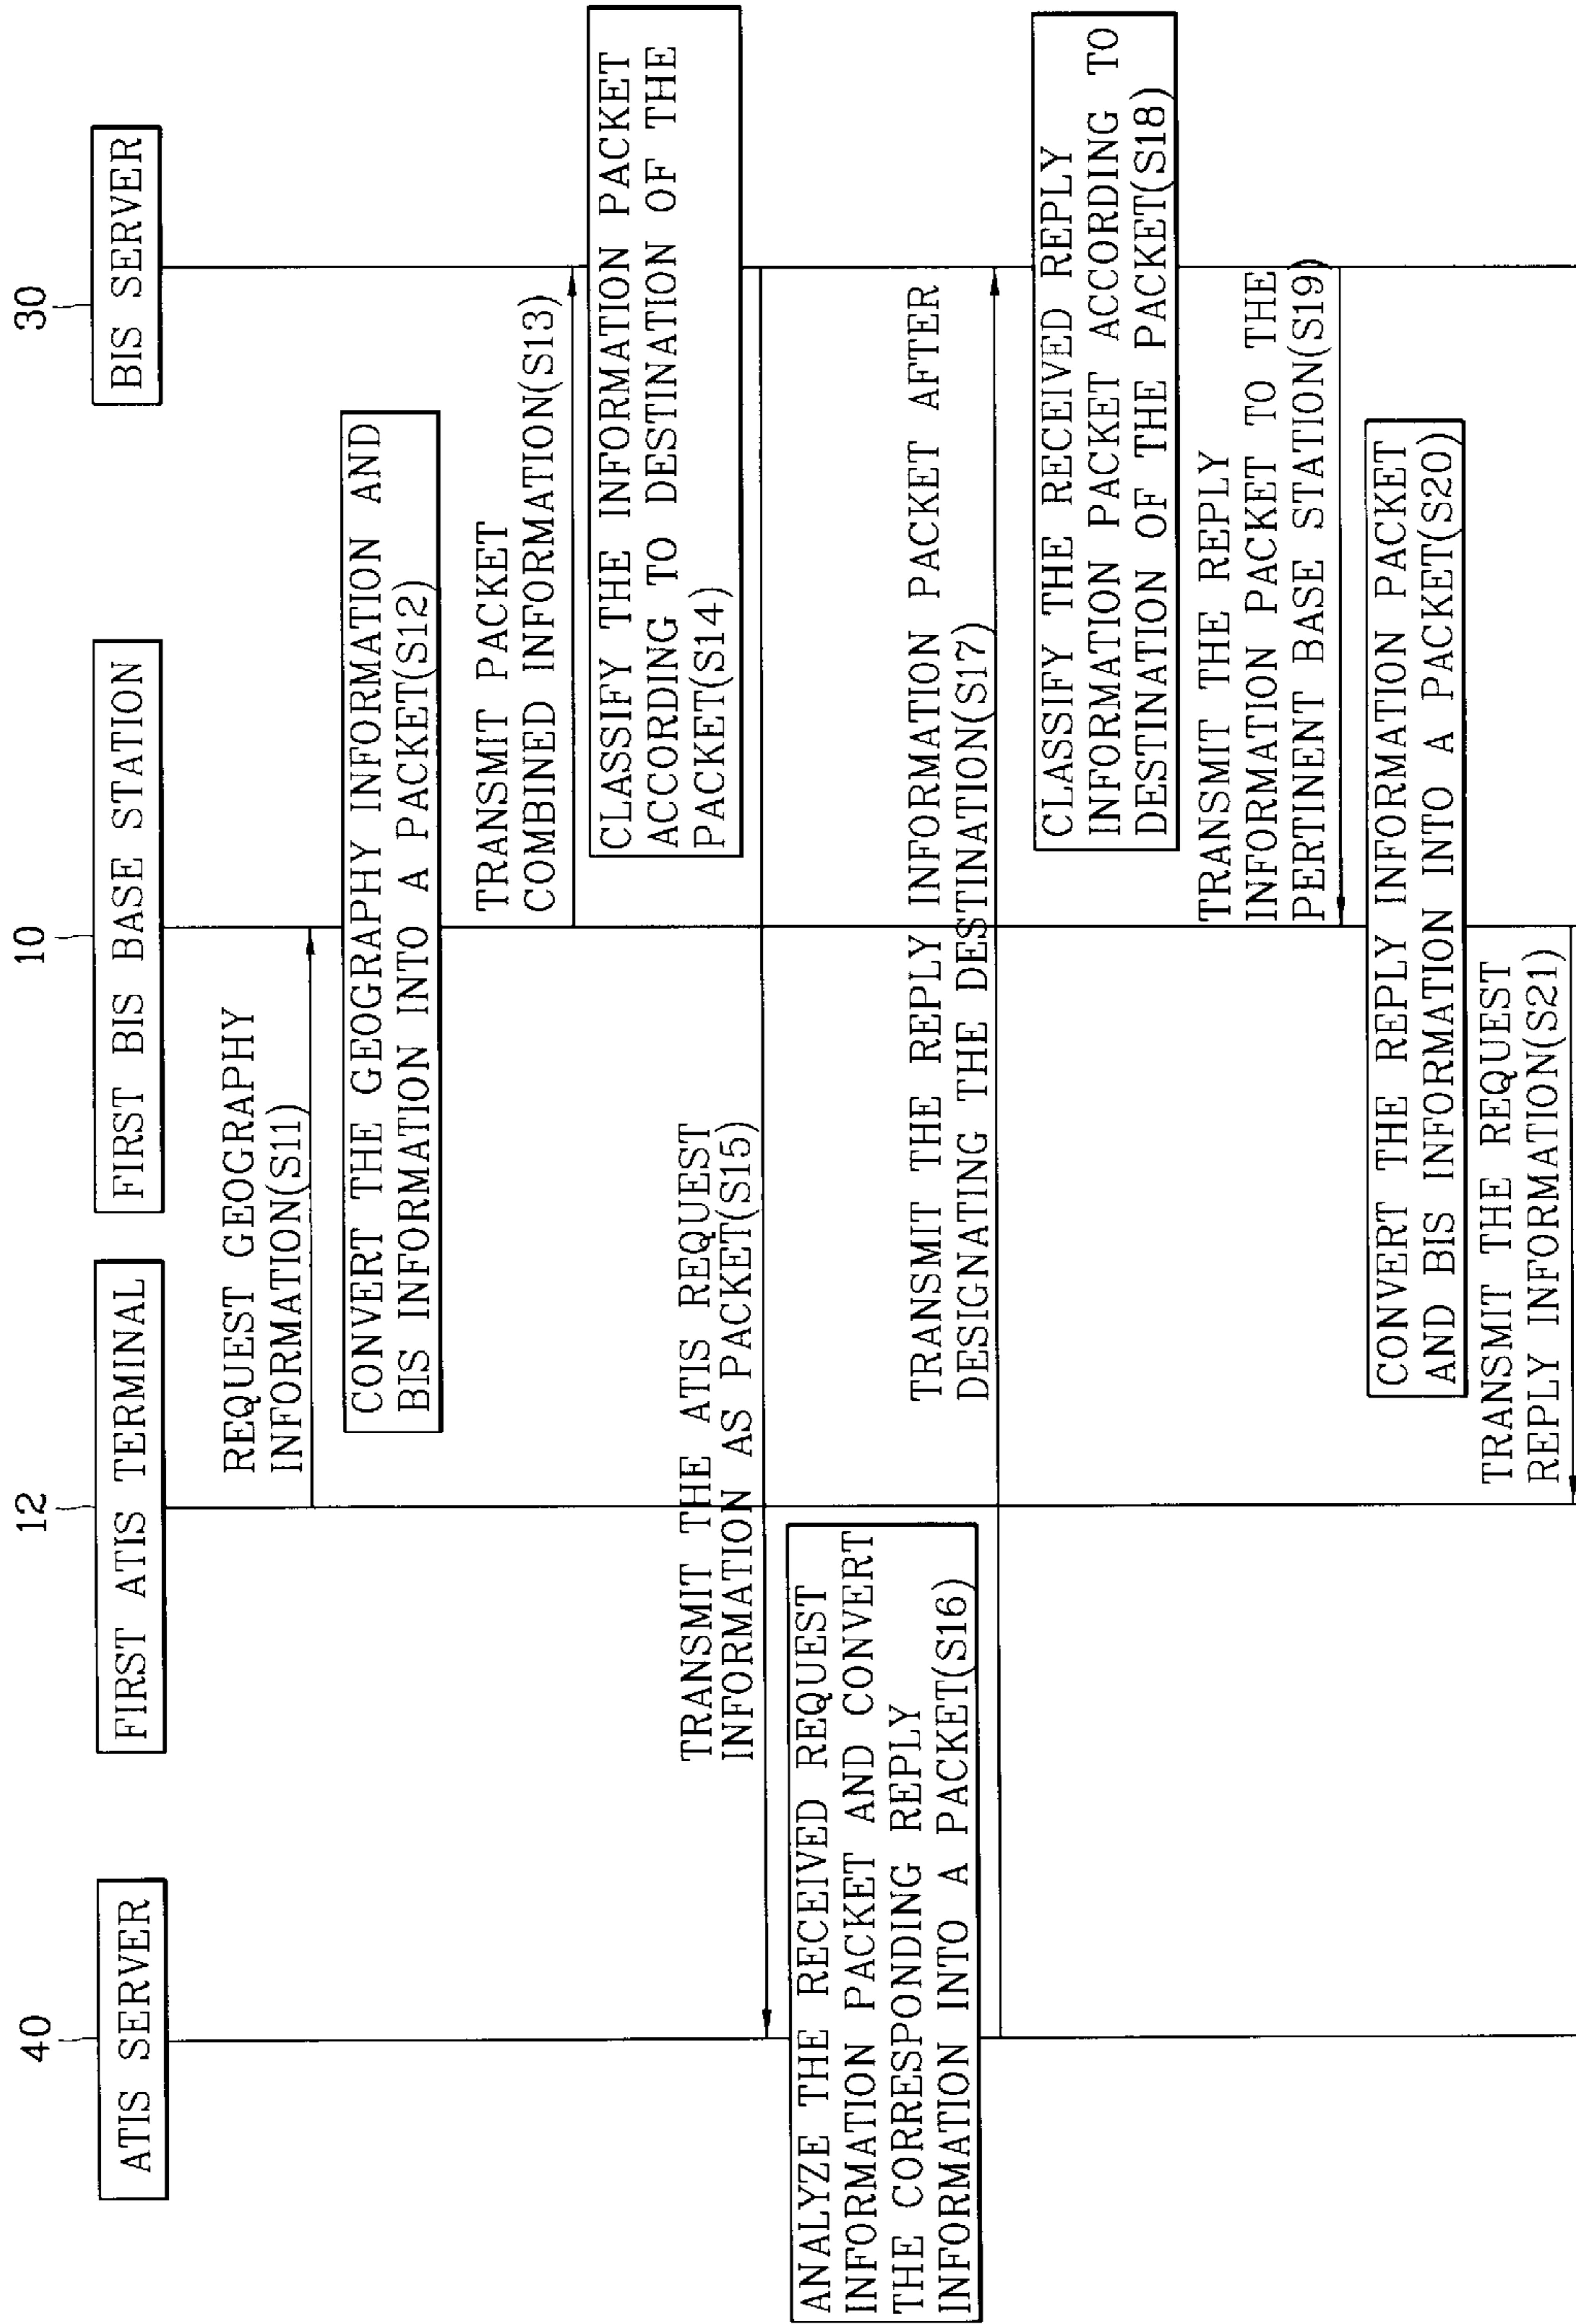 40
12
10
30
ATIS SERVER
FIRST ATIS TERMINAL
FIRST BIS BASE STATION
BIS SERVER
REQUEST GEOGRAPHY
INFORMATION(S11)
CONVERT THE GEOGRAPHY INFORMATION AND
BIS INFORMATION INTO A PACKET(S12)
TRANSMIT PACKET
COMBINED INFORMATION(S13)
CLASSIFY THE INFORMATION PACKET
ACCORDING TO DESTINATION OF THE
PACKET(S14)
TRANSMIT THE ATIS REQUEST
INFORMATION AS PACKET(S15)
ANALYZE THE RECEIVED REQUEST
INFORMATION PACKET AND CONVERT
THE CORRESPONDING REPLY
INFORMATION INTO A PACKET(S16)
TRANSMIT THE REPLY INFORMATION PACKET AFTER
DESIGNATING THE DESTINATION(S17)
CLASSIFY THE RECEIVED REPLY
INFORMATION PACKET ACCORDING TO
DESTINATION OF THE PACKET(S18)
TRANSMIT THE REPLY
INFORMATION PACKET TO THE
PERTINENT BASE STATION(S19)
CONVERT THE REPLY INFORMATION PACKET
AND BIS INFORMATION INTO A PACKET(S20)
TRANSMIT THE REQUEST
REPLY INFORMATION(S21)